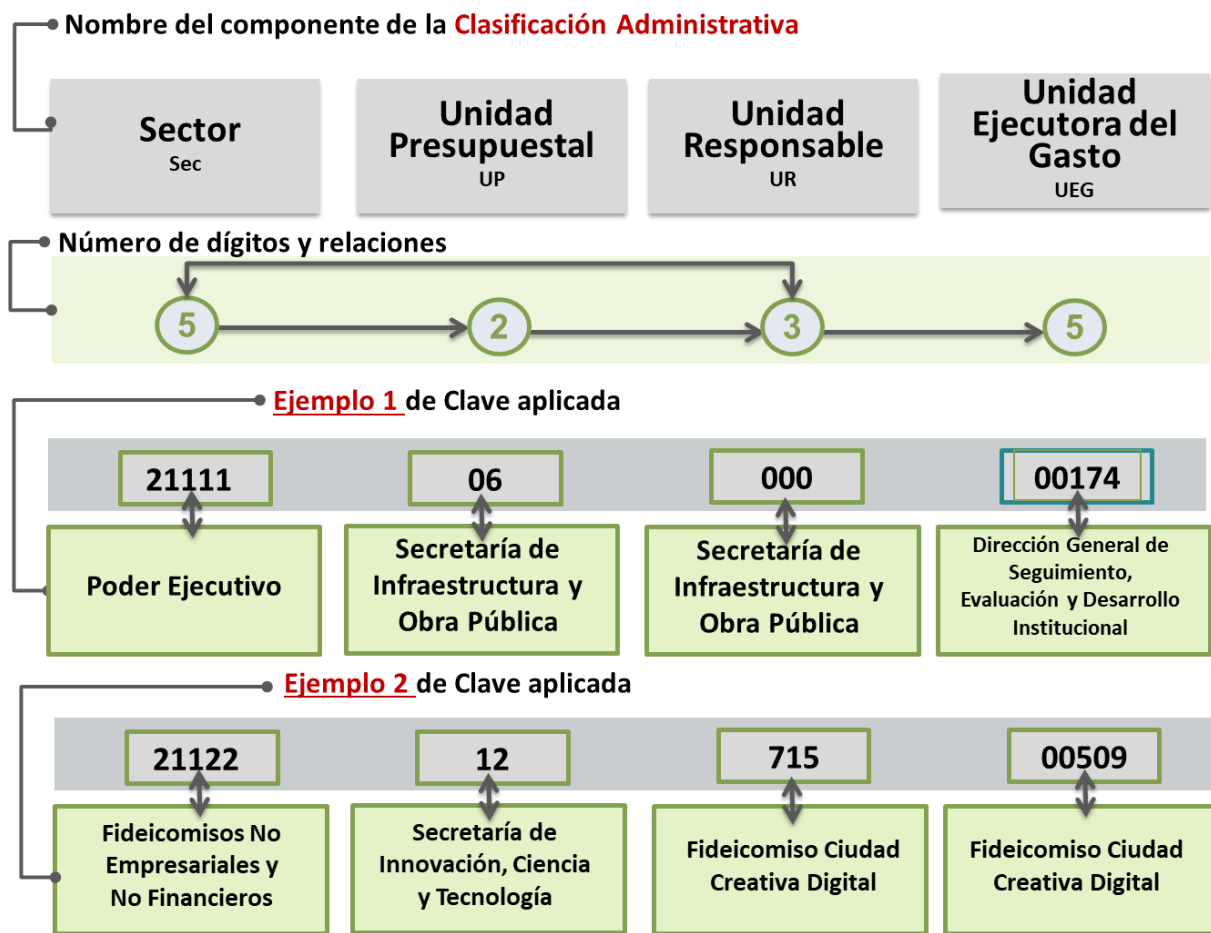 Nombre del componente de la Clasificación Administrativa
Sector
Sec
Unidad
Presupuestal
UP
Unidad
Responsable
UR
Unidad
Ejecutora del
Gasto
UEG
Número de dígitos y relaciones
5
2
3
5
Ejemplo 1 de Clave aplicada
21111
06
000
00174
Poder Ejecutivo
Secretaría de
Infraestructura y
Obra Pública
Secretaría de
Infraestructura y
Obra Pública
Dirección General de
Seguimiento,
Evaluación y Desarrollo
Institucional
Ejemplo 2 de Clave aplicada
21122
12
715
00509
Fideicomisos No
Empresariales y
No Financieros
Secretaría de
Innovación, Ciencia
y Tecnología
Fideicomiso Ciudad
Creativa Digital
Fideicomiso Ciudad
Creativa Digital